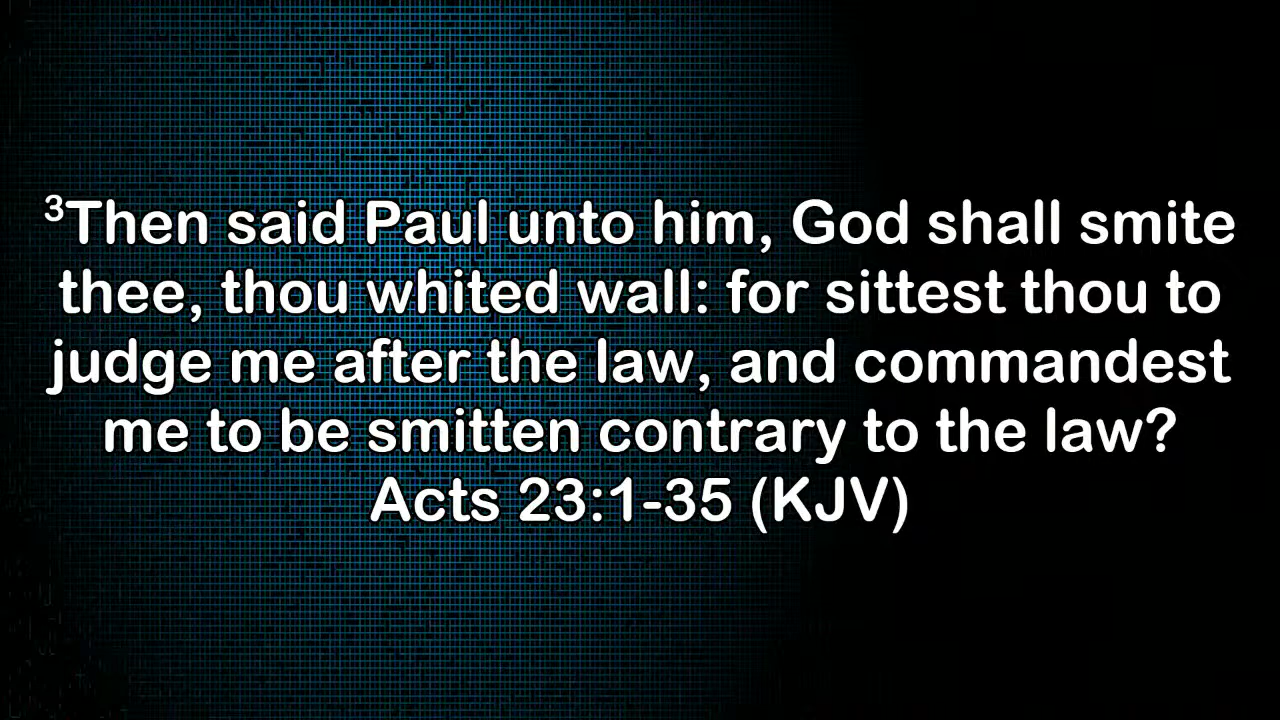 ³Then said Paul unto him, God shall smite
thee, thou whited wall: for sittest thou to
judge me after the law, and commandest
me to be smitten contrary to the law?
Acts 23:1-35 (KJV)